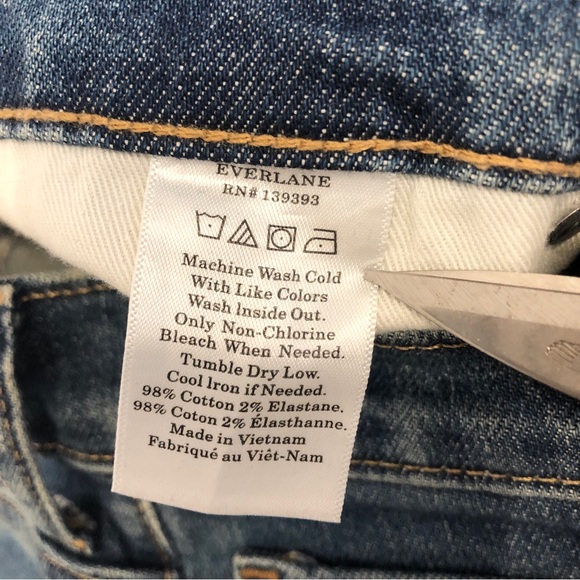 EVERLANE
RN# 139393
Machine Wash Cold
With Like Colors
Wash Inside Out.
Only Non-Chlorine
Bleach When Needed.
Tumble Dry Low.
Cool Iron if Needed.
98% Cotton 2% Elastane.
98% Coton 2% Élasthanne.
Made in Vietnam
Fabriqué au Viêt-Nam